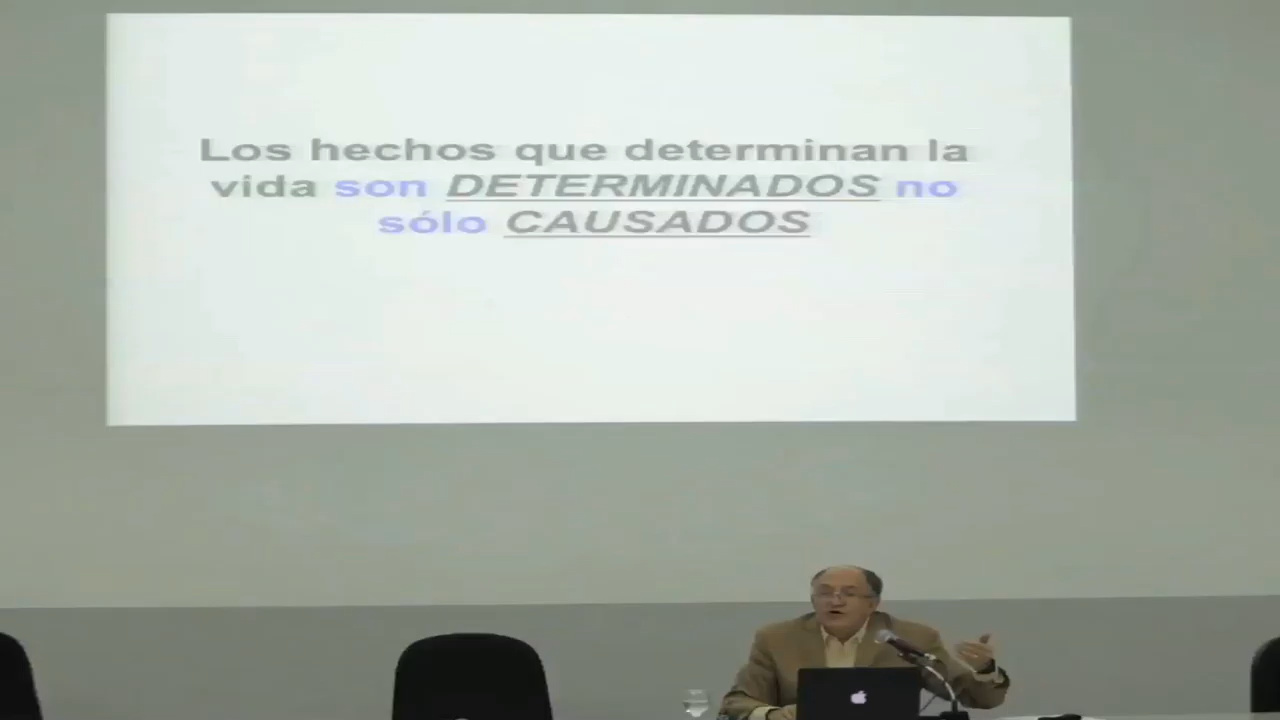 Los hechos que determinan la
vida son DETERMINADOS no
sólo CAUSADOS